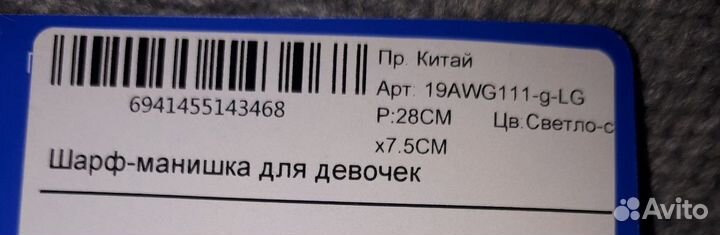 Пр. Китай
Арт: 19AWG111-g-LG
6941455143468
Р:28СМ Цв.Светло-с
х7.5СМ
Шарф-манишка для девочек
Avito